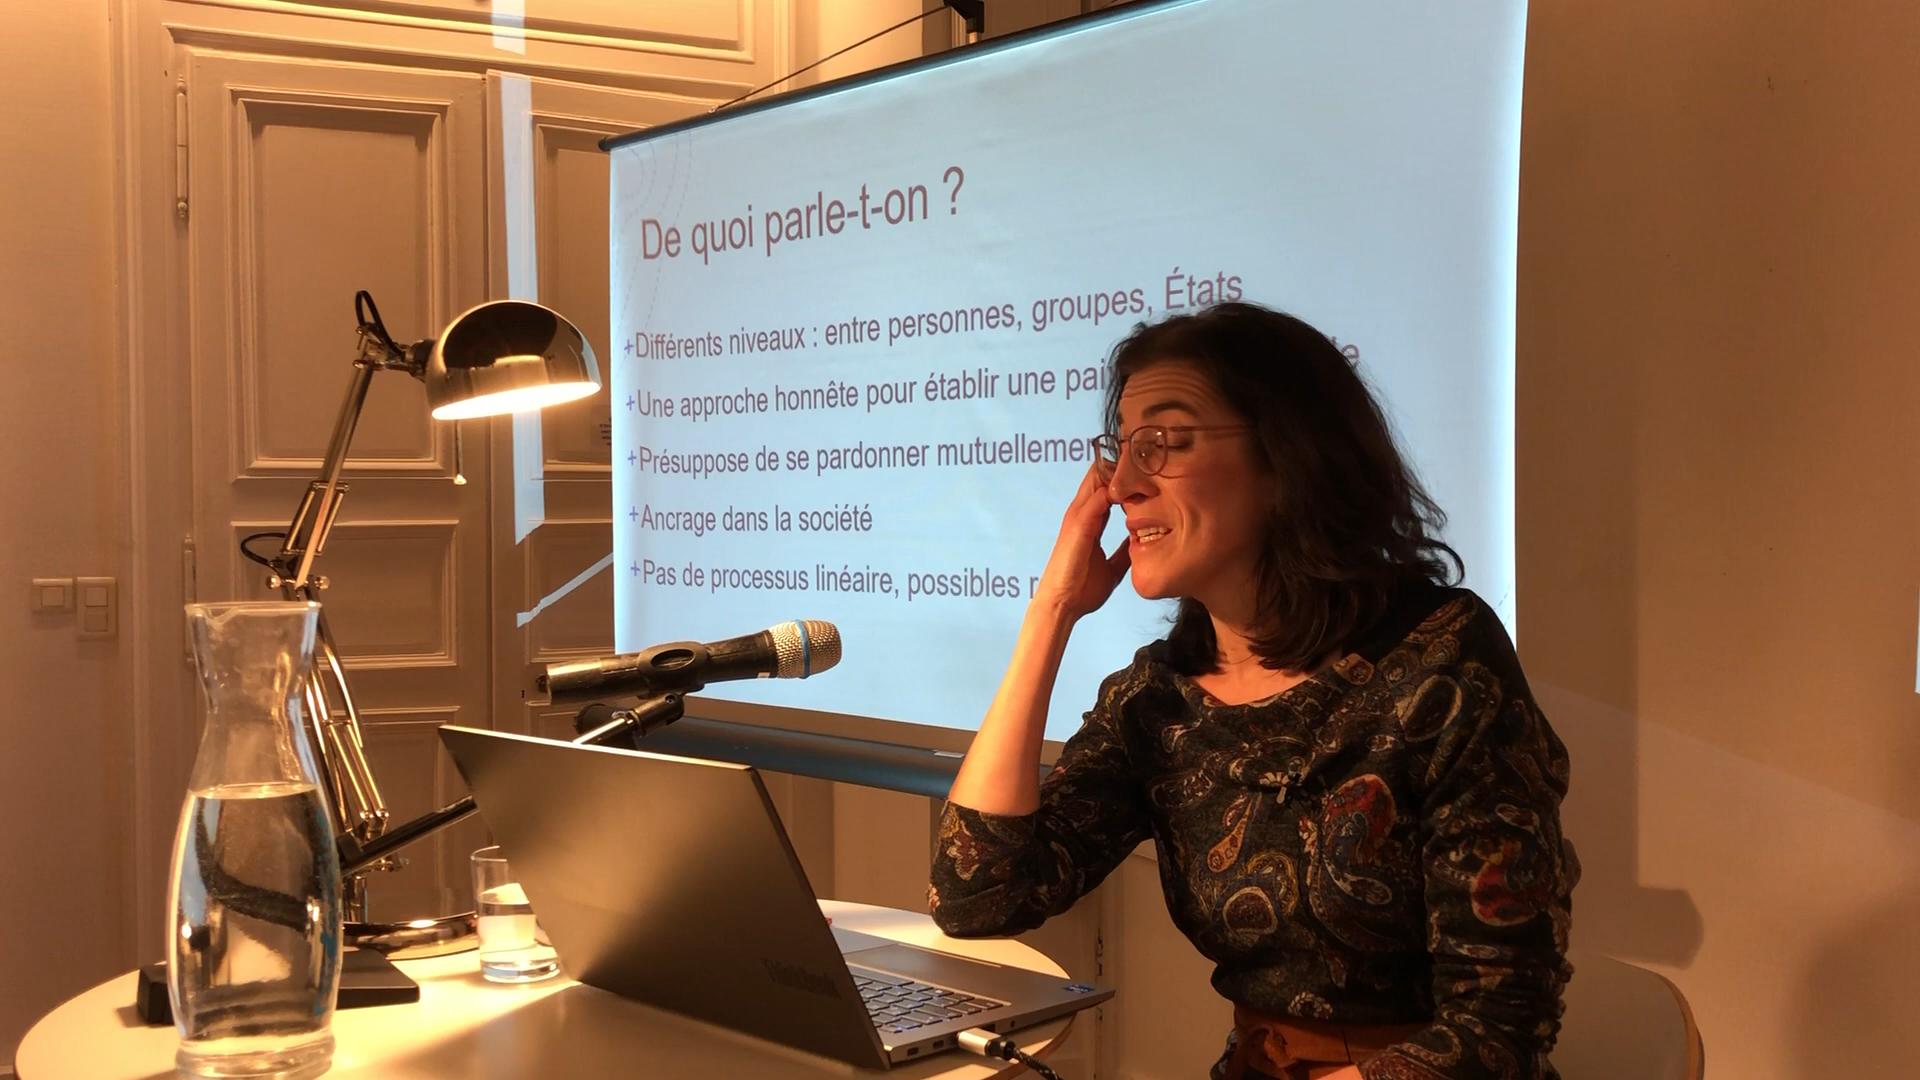 De quoi parle-t-on ?
+Différents niveaux : entre personnes, groupes, États
+Une approche honnête pour établir une
+Présuppose de se pardonner
+Ancrage dans la société
+Pas de processus linéaire, possibles
ThinkBook